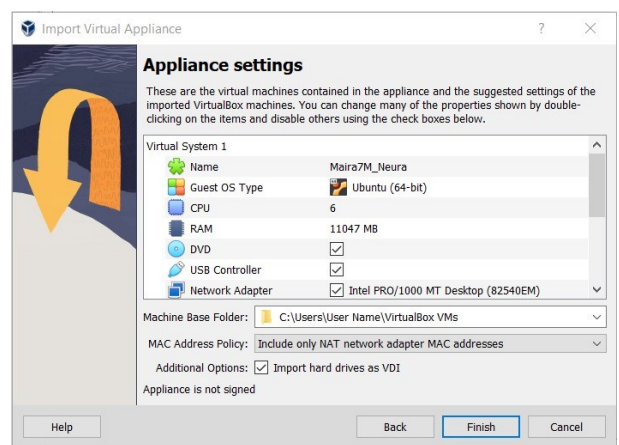 Import Virtual Appliance
?
Appliance settings
These are the virtual machines contained in the appliance and the suggested settings of the
imported VirtualBox machines. You can change many of the properties shown by double-
clicking on the items and disable others using the check boxes below.
Virtual System 1
Name Maira7M_Neura
Guest OS Type Ubuntu (64-bit)
CPU 6
RAM 11047 MB
DVD
USB Controller
Network Adapter Intel PRO/1000 MT Desktop (82540EM)
Machine Base Folder: C:\Users\User Name\VirtualBox VMs
MAC Address Policy: Include only NAT network adapter MAC addresses
Additional Options: Import hard drives as VDI
Appliance is not signed
Help Back Finish Cancel